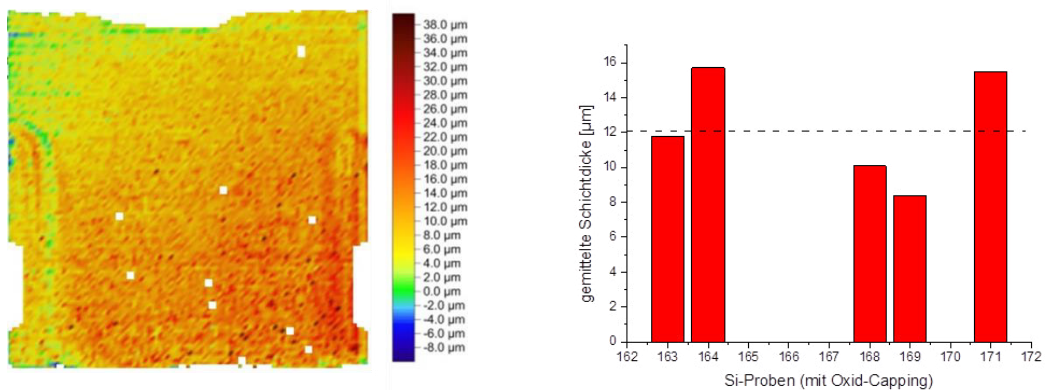 38.0 µm
36.0 µm
34.0 µm
32.0 µm
30.0 µm
28.0 µm
26.0 µm
24.0 µm
22.0 µm
20.0 µm
18.0 µm
16.0 µm
14.0 µm
12.0 µm
10.0 µm
8.0 µm
6.0 µm
4.0 µm
2.0 µm
0.0 µm
-2.0 µm
-4.0 µm
-6.0 µm
-8.0 µm
gemittelte Schichtdicke [µm]
16
14
12
10
8
6
4
2
0
162 163 164 165 166 167 168 169 170 171 172
Si-Proben (mit Oxid-Capping)